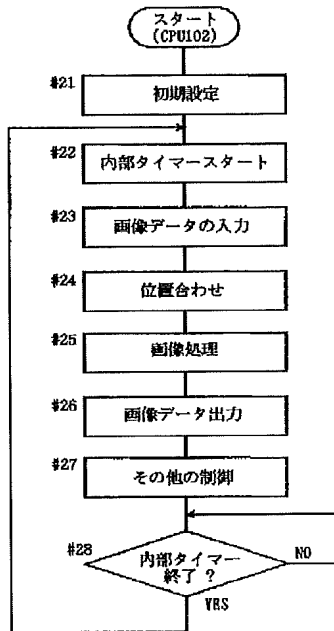 スタート
(CPU102)
#21
初期設定
#22
内部タイマースタート
#23
画像データの入力
#24
位置合わせ
#25
画像処理
#26
画像データ出力
#27
その他の制御
#28
内部タイマー
終了 ?
NO
YES